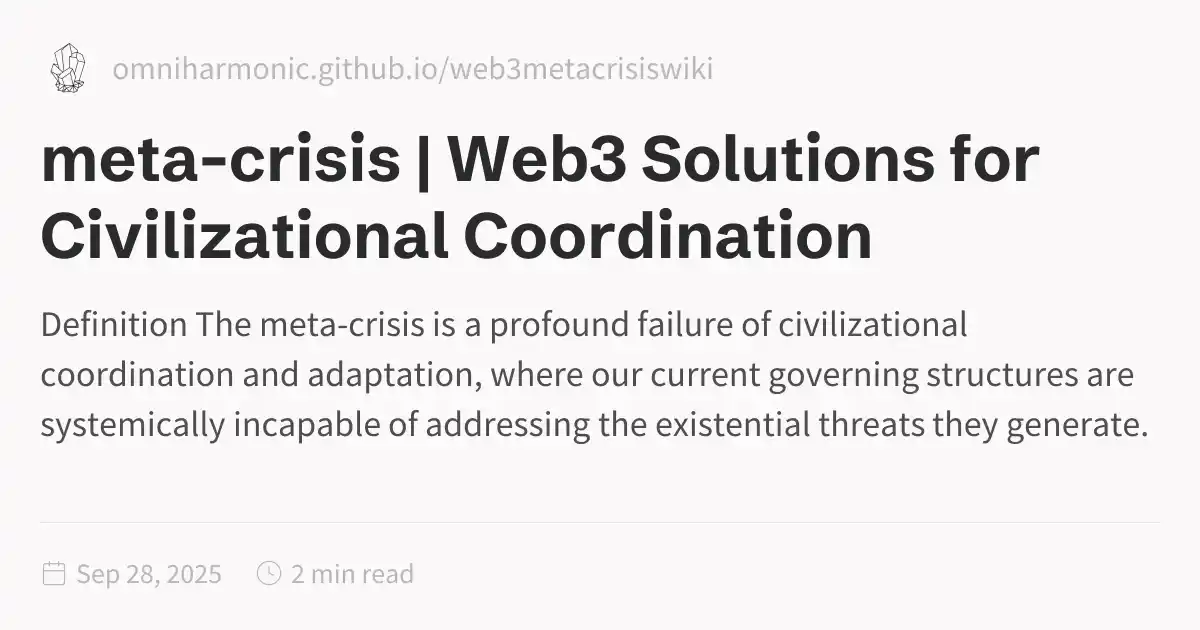 omniharmonic.github.io/web3metacrisiswiki
meta-crisis | Web3 Solutions for
Civilizational Coordination
Definition The meta-crisis is a profound failure of civilizational
coordination and adaptation, where our current governing structures are
systemically incapable of addressing the existential threats they generate.
Sep 28, 2025 2 min read